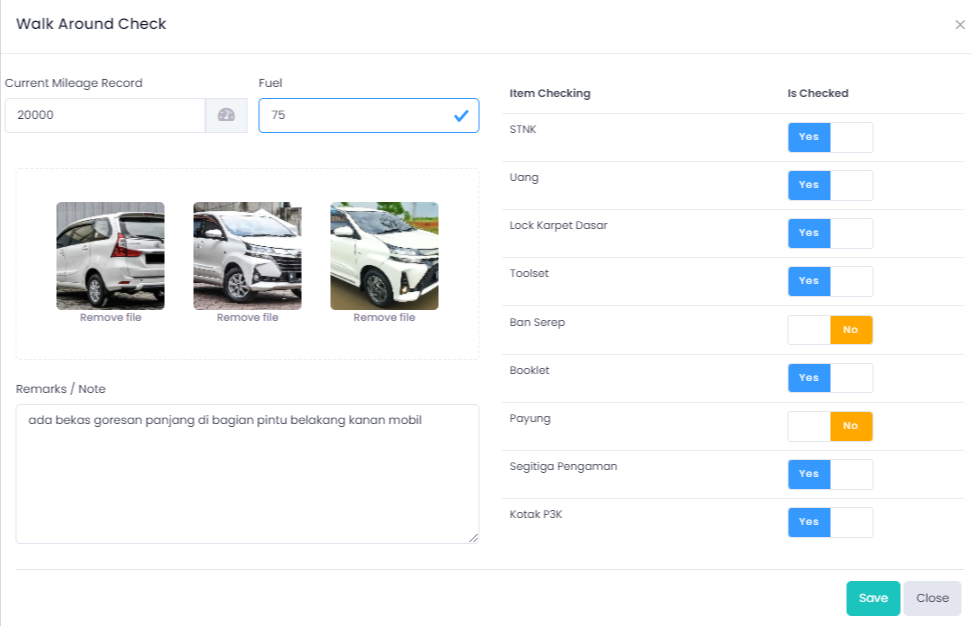 Walk Around Check
Current Mileage Record
Fuel
20000
75
Remove file
Remove file
Remove file
Remarks / Note
ada bekas goresan panjang di bagian pintu belakang kanan mobil
Item Checking
Is Checked
STNK
Yes
Uang
Yes
Lock Karpet Dasar
Yes
Toolset
Yes
Ban Serep
No
Booklet
Yes
Payung
No
Segitiga Pengaman
Yes
Kotak P3K
Yes
Save
Close